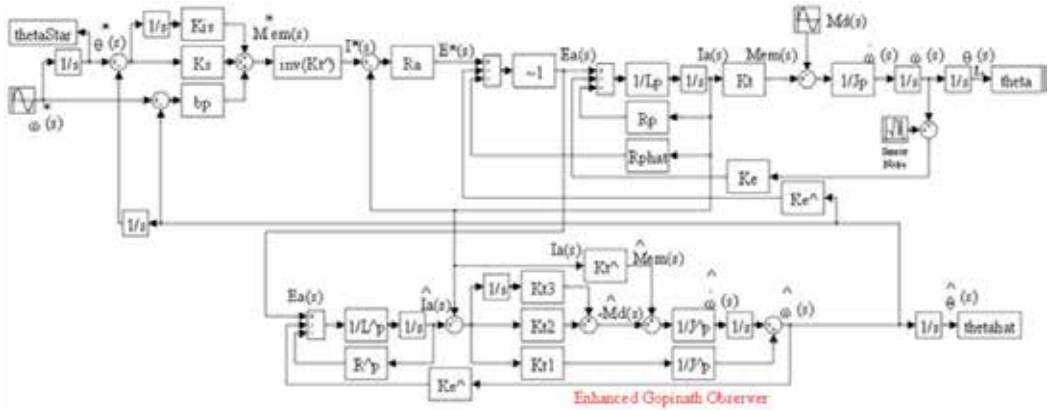 thetaStar
1/s
θ*(s)
1/s
ω*(s)
1/s
Kis
Ks
bp
M*em(s)
inv(Kt^)
I*(s)
Ra
E*(s)
~1
Ea(s)
1/Lp
1/s
Ia(s)
Kt
Mem(s)
Md(s)
1/Jp
ω̇(s)
1/s
ω(s)
1/s
θ(s)
theta
Rp
Rphat
Sensor
Noise
Ke
Ke^
Ea(s)
1/L^p
1/s
Îa(s)
R^p
Ke^
Ia(s)
Kt^
M̂em(s)
1/s
Kt3
Kt2
Kt1
-M̂d(s)
1/J^p
1/J^p
ω̇^(s)
1/s
ω̂(s)
1/s
θ̂(s)
thetahat
Enhanced Gopinath Observer